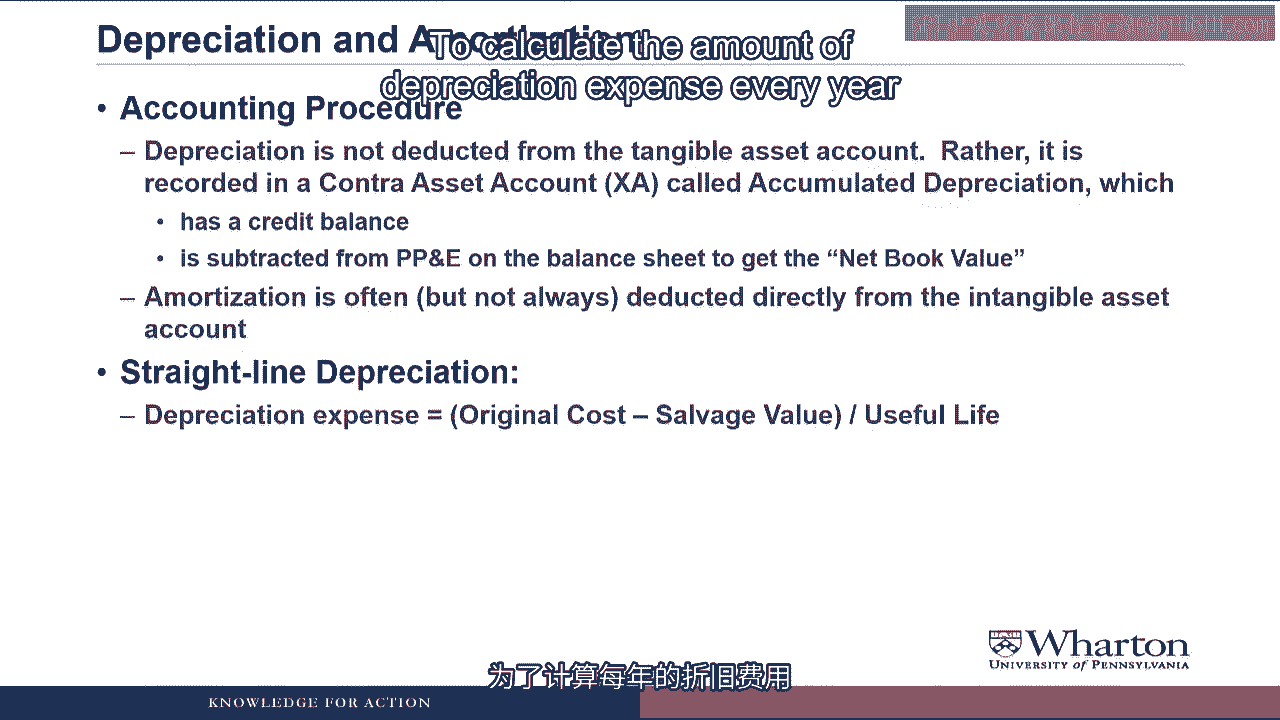 Depreciation and Amortization
To calculate the amount of
depreciation expense every year
• Accounting Procedure
– Depreciation is not deducted from the tangible asset account. Rather, it is
recorded in a Contra Asset Account (XA) called Accumulated Depreciation, which
• has a credit balance
• is subtracted from PP&E on the balance sheet to get the “Net Book Value”
– Amortization is often (but not always) deducted directly from the intangible asset
account
• Straight-line Depreciation:
– Depreciation expense = (Original Cost – Salvage Value) / Useful Life
Wharton
UNIVERSITY of PENNSYLVANIA
为了计算每年的折旧费用
KNOWLEDGE FOR ACTION